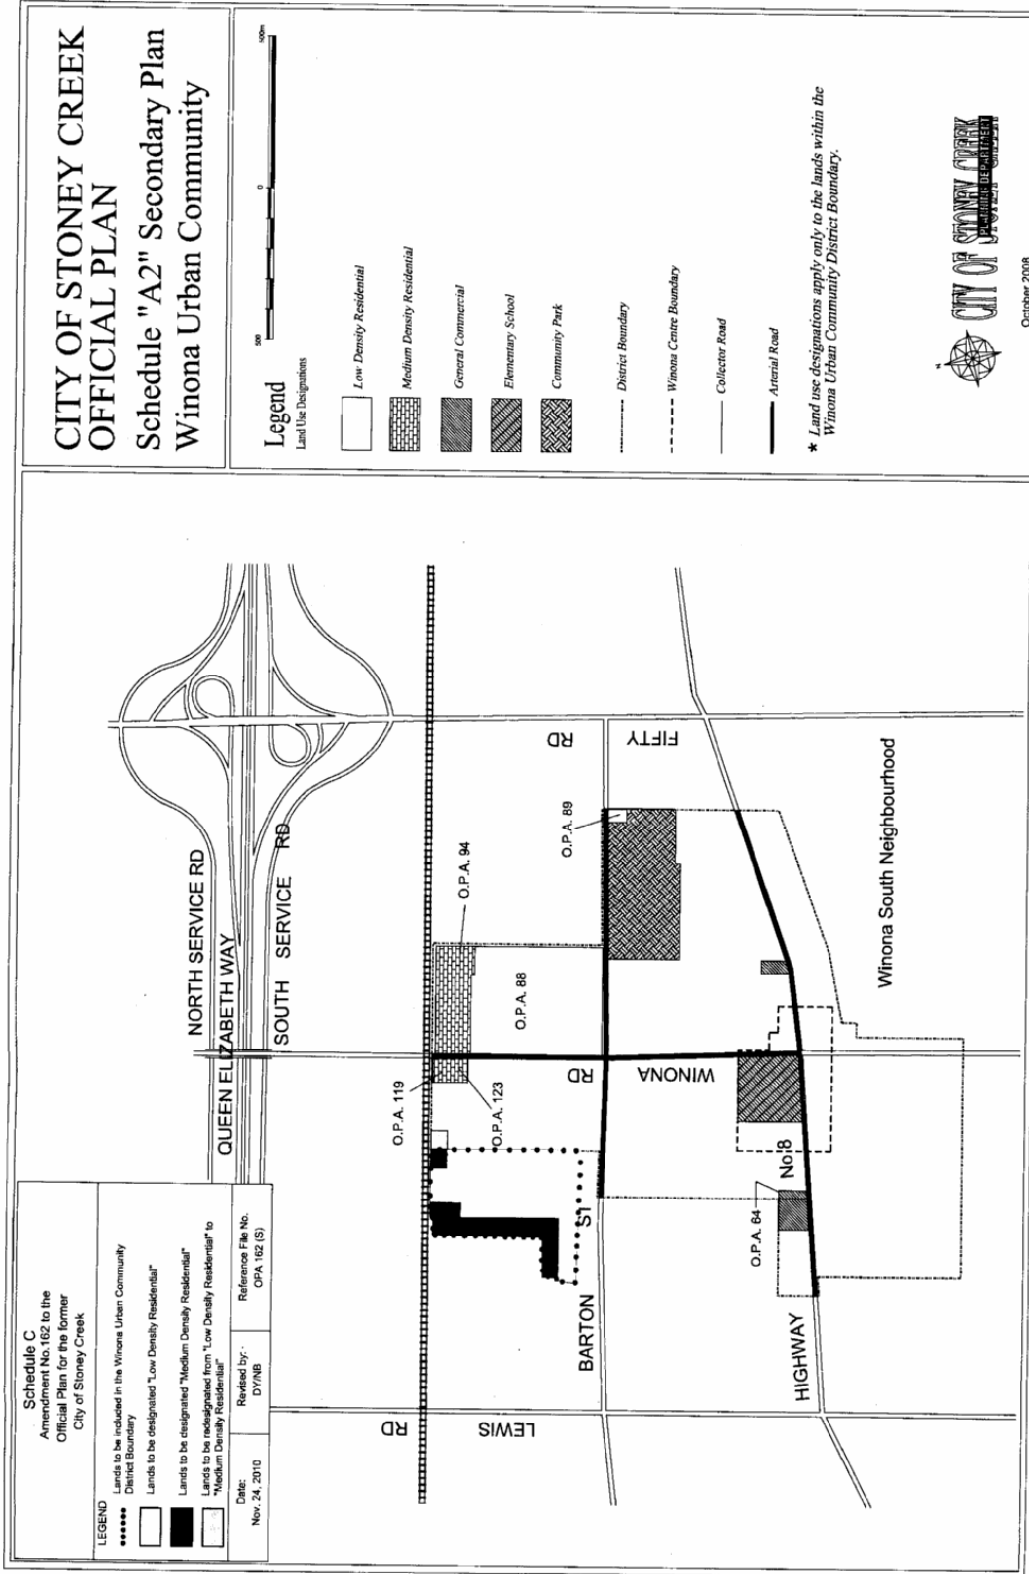 CITY OF STONEY CREEK
OFFICIAL PLAN
Schedule "A2" Secondary Plan
Winona Urban Community
500
0
500m
Legend
Land Use Designations
Low Density Residential
Medium Density Residential
General Commercial
Elementary School
Community Park
District Boundary
Winona Centre Boundary
Collector Road
Arterial Road
* Land use designations apply only to the lands within the
Winona Urban Community District Boundary.
N
CITY OF STONEY CREEK
PLANNING DEPARTMENT
October 2008
NORTH SERVICE RD
QUEEN ELIZABETH WAY
SOUTH SERVICE RD
O.P.A. 119
O.P.A. 123
O.P.A. 94
O.P.A. 88
O.P.A. 89
O.P.A. 64
LEWIS RD
WINONA RD
FIFTY RD
BARTON ST
HIGHWAY No.8
Winona South Neighbourhood
Schedule C
Amendment No.162 to the
Official Plan for the former
City of Stoney Creek
LEGEND
Lands to be included in the Winona Urban Community
District Boundary
Lands to be designated "Low Density Residential"
Lands to be designated "Medium Density Residential"
Lands to be redesignated from "Low Density Residential" to
"Medium Density Residential"
Date:
Nov. 24, 2010
Revised by:
DY/NB
Reference File No.
OPA 162 (S)